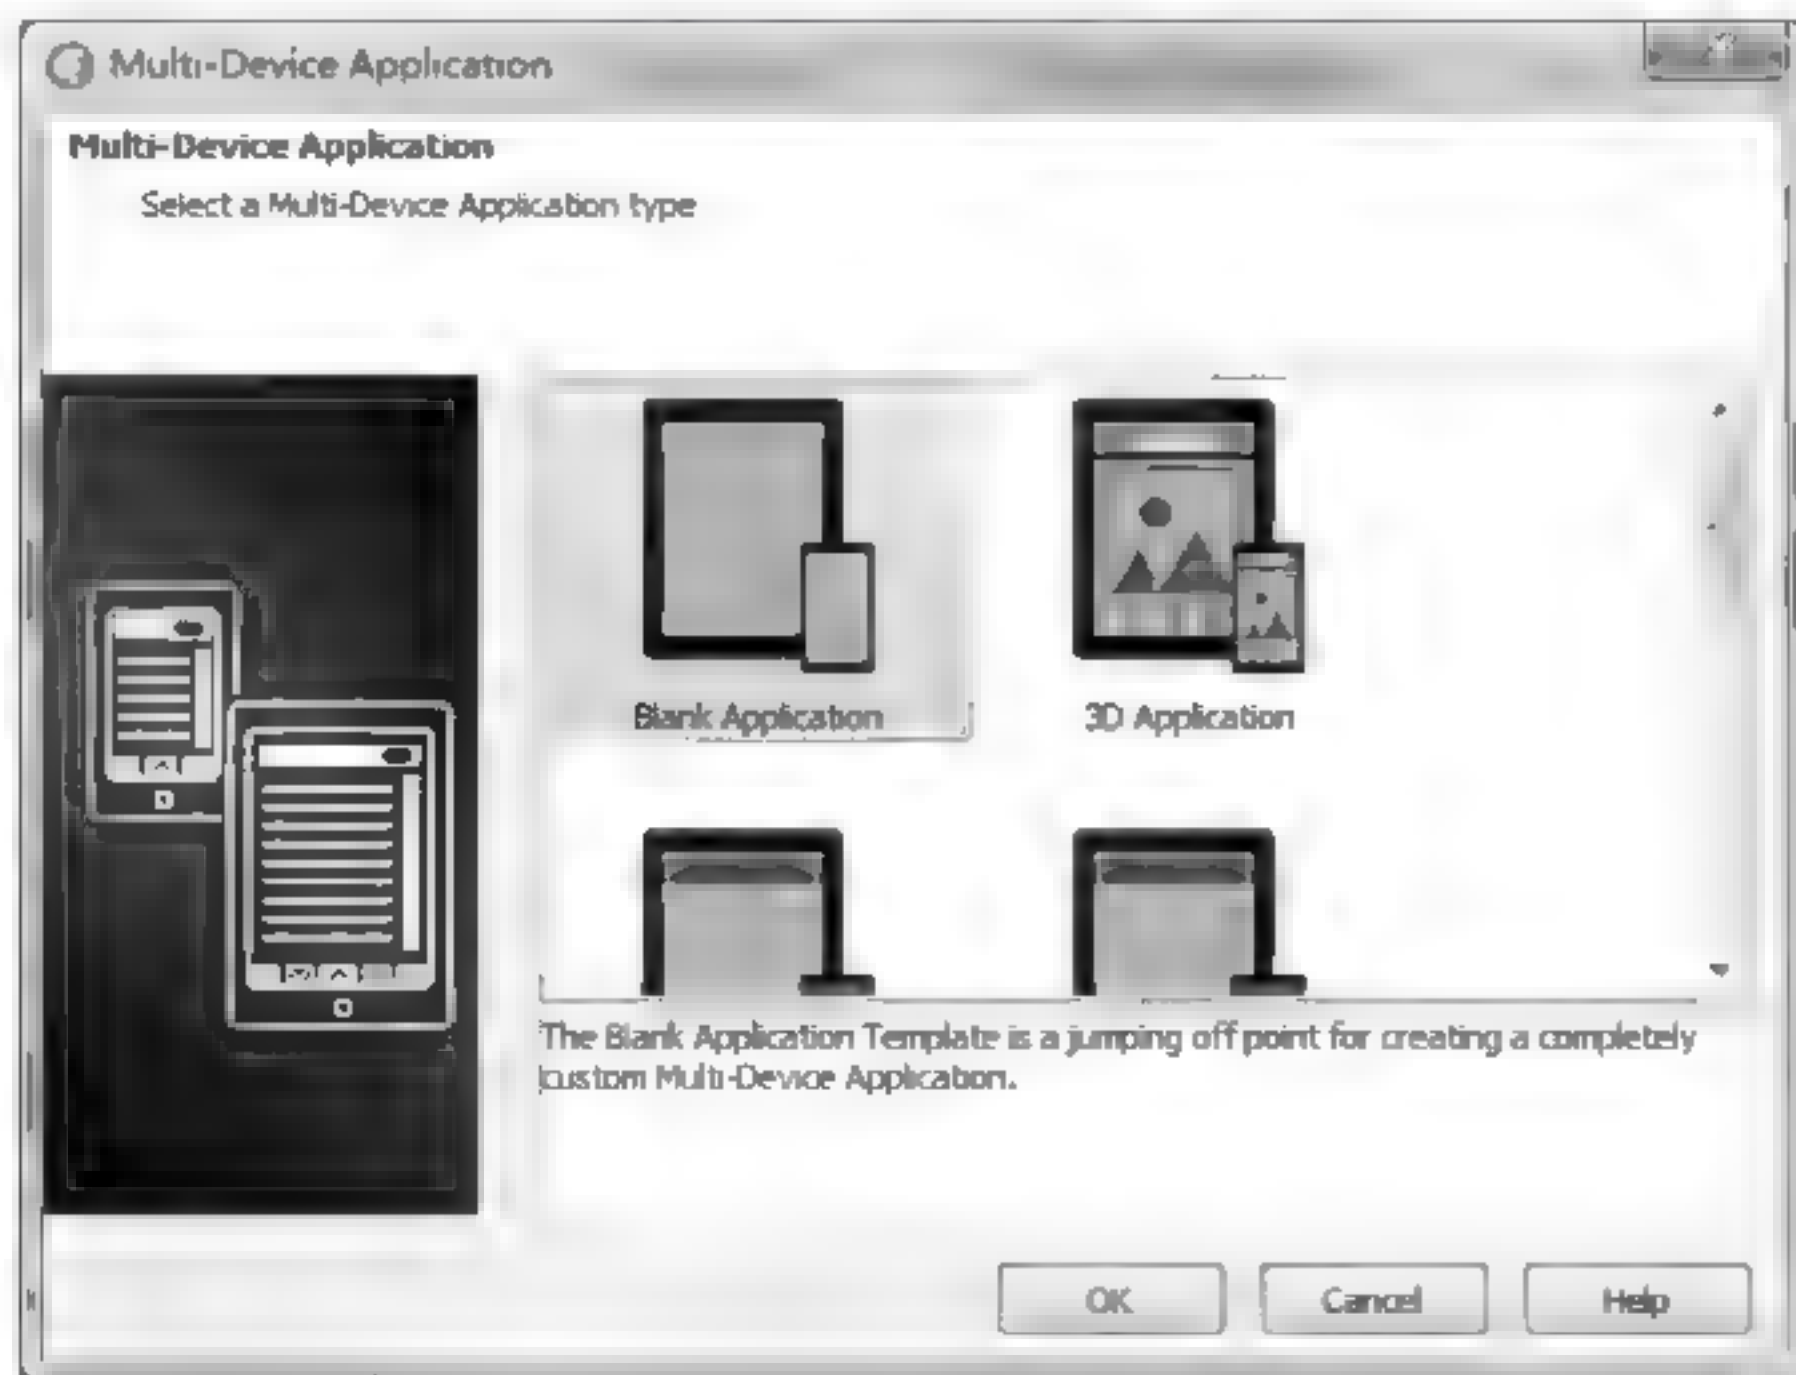 Multi-Device Application
Multi-Device Application
Select a Multi-Device Application type
Blank Application
3D Application
The Blank Application Template is a jumping off point for creating a completely
custom Multi-Device Application.
OK
Cancel
Help